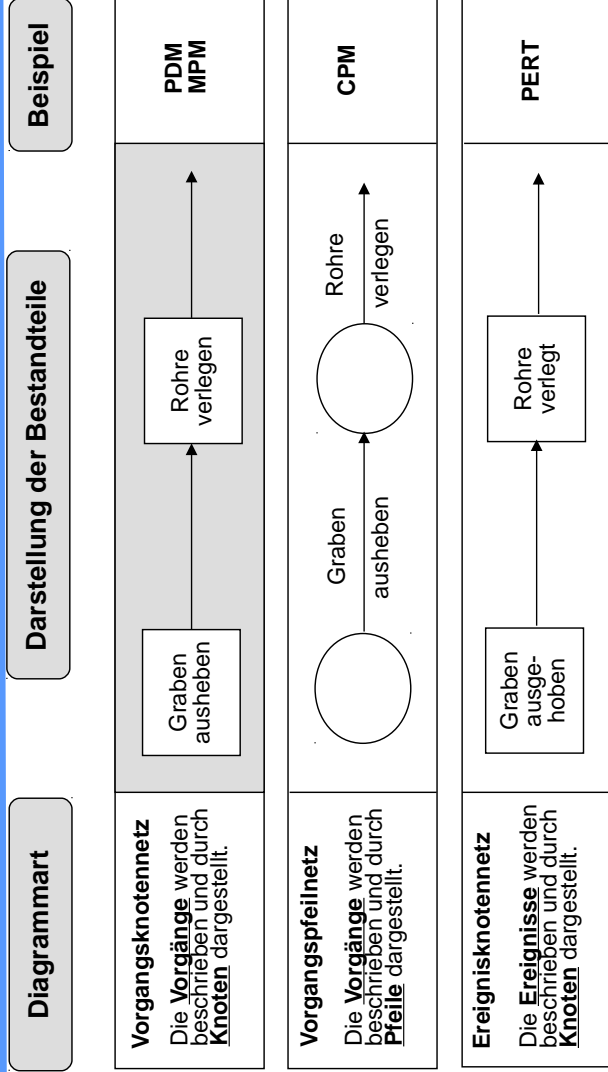 Diagrammart
Darstellung der Bestandteile
Beispiel
Vorgangsknotennetz
Die Vorgänge werden
beschrieben und durch
Knoten dargestellt.
Graben
ausheben
Rohre
verlegen
PDM
MPM
Vorgangspfeilnetz
Die Vorgänge werden
beschrieben und durch
Pfeile dargestellt.
Graben
ausheben
Rohre
verlegen
CPM
Ereignisknotennetz
Die Ereignisse werden
beschrieben und durch
Knoten dargestellt.
Graben
ausge-
hoben
Rohre
verlegt
PERT